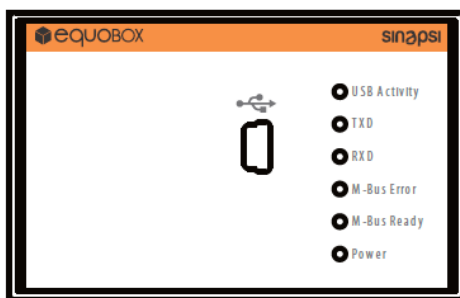 eQUOBOX
sinapsi
USB Activity
TXD
RXD
M-Bus Error
M-Bus Ready
Power